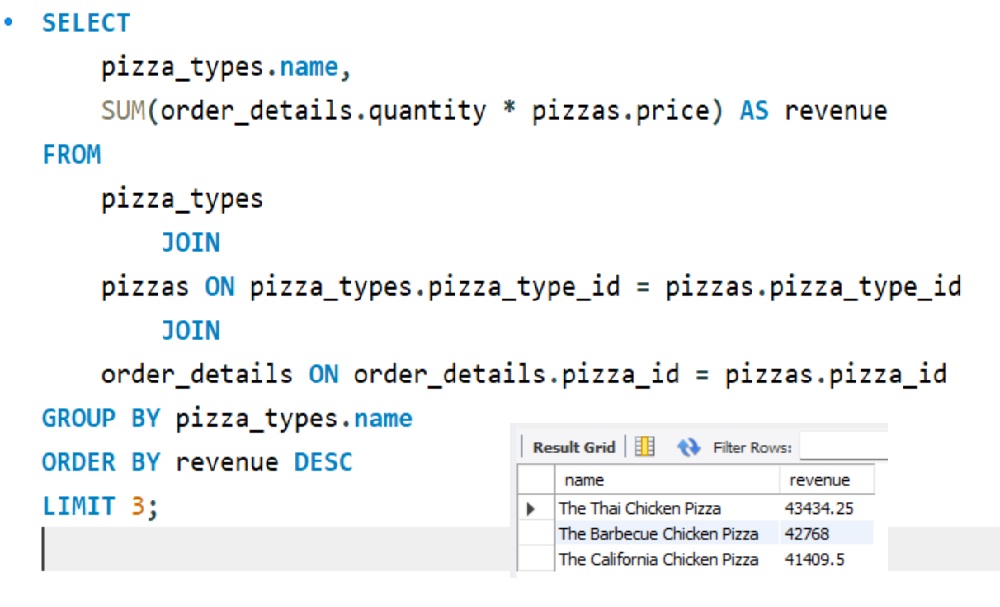 SELECT
pizza_types.name,
SUM(order_details.quantity * pizzas.price) AS revenue
FROM
pizza_types
JOIN
pizzas ON pizza_types.pizza_type_id = pizzas.pizza_type_id
JOIN
order_details ON order_details.pizza_id = pizzas.pizza_id
GROUP BY pizza_types.name
ORDER BY revenue DESC
LIMIT 3;
Result Grid Filter Rows:
name revenue
The Thai Chicken Pizza 43434.25
The Barbecue Chicken Pizza 42768
The California Chicken Pizza 41409.5